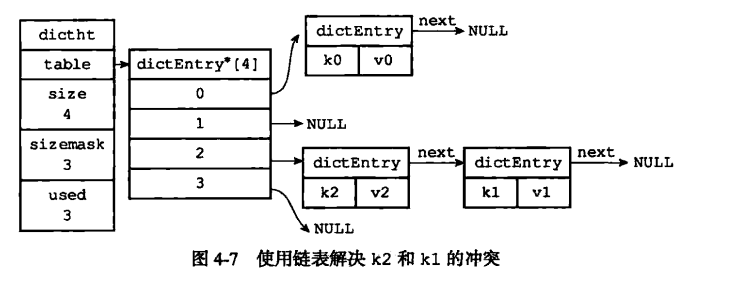 dictht
table
size
4
sizemask
3
used
3
dictEntry*[4]
0
1
2
3
dictEntry
k0 v0
next
NULL
NULL
dictEntry
k2 v2
next
dictEntry
k1 v1
next
NULL
NULL
图 4-7 使用链表解决 k2 和 k1 的冲突